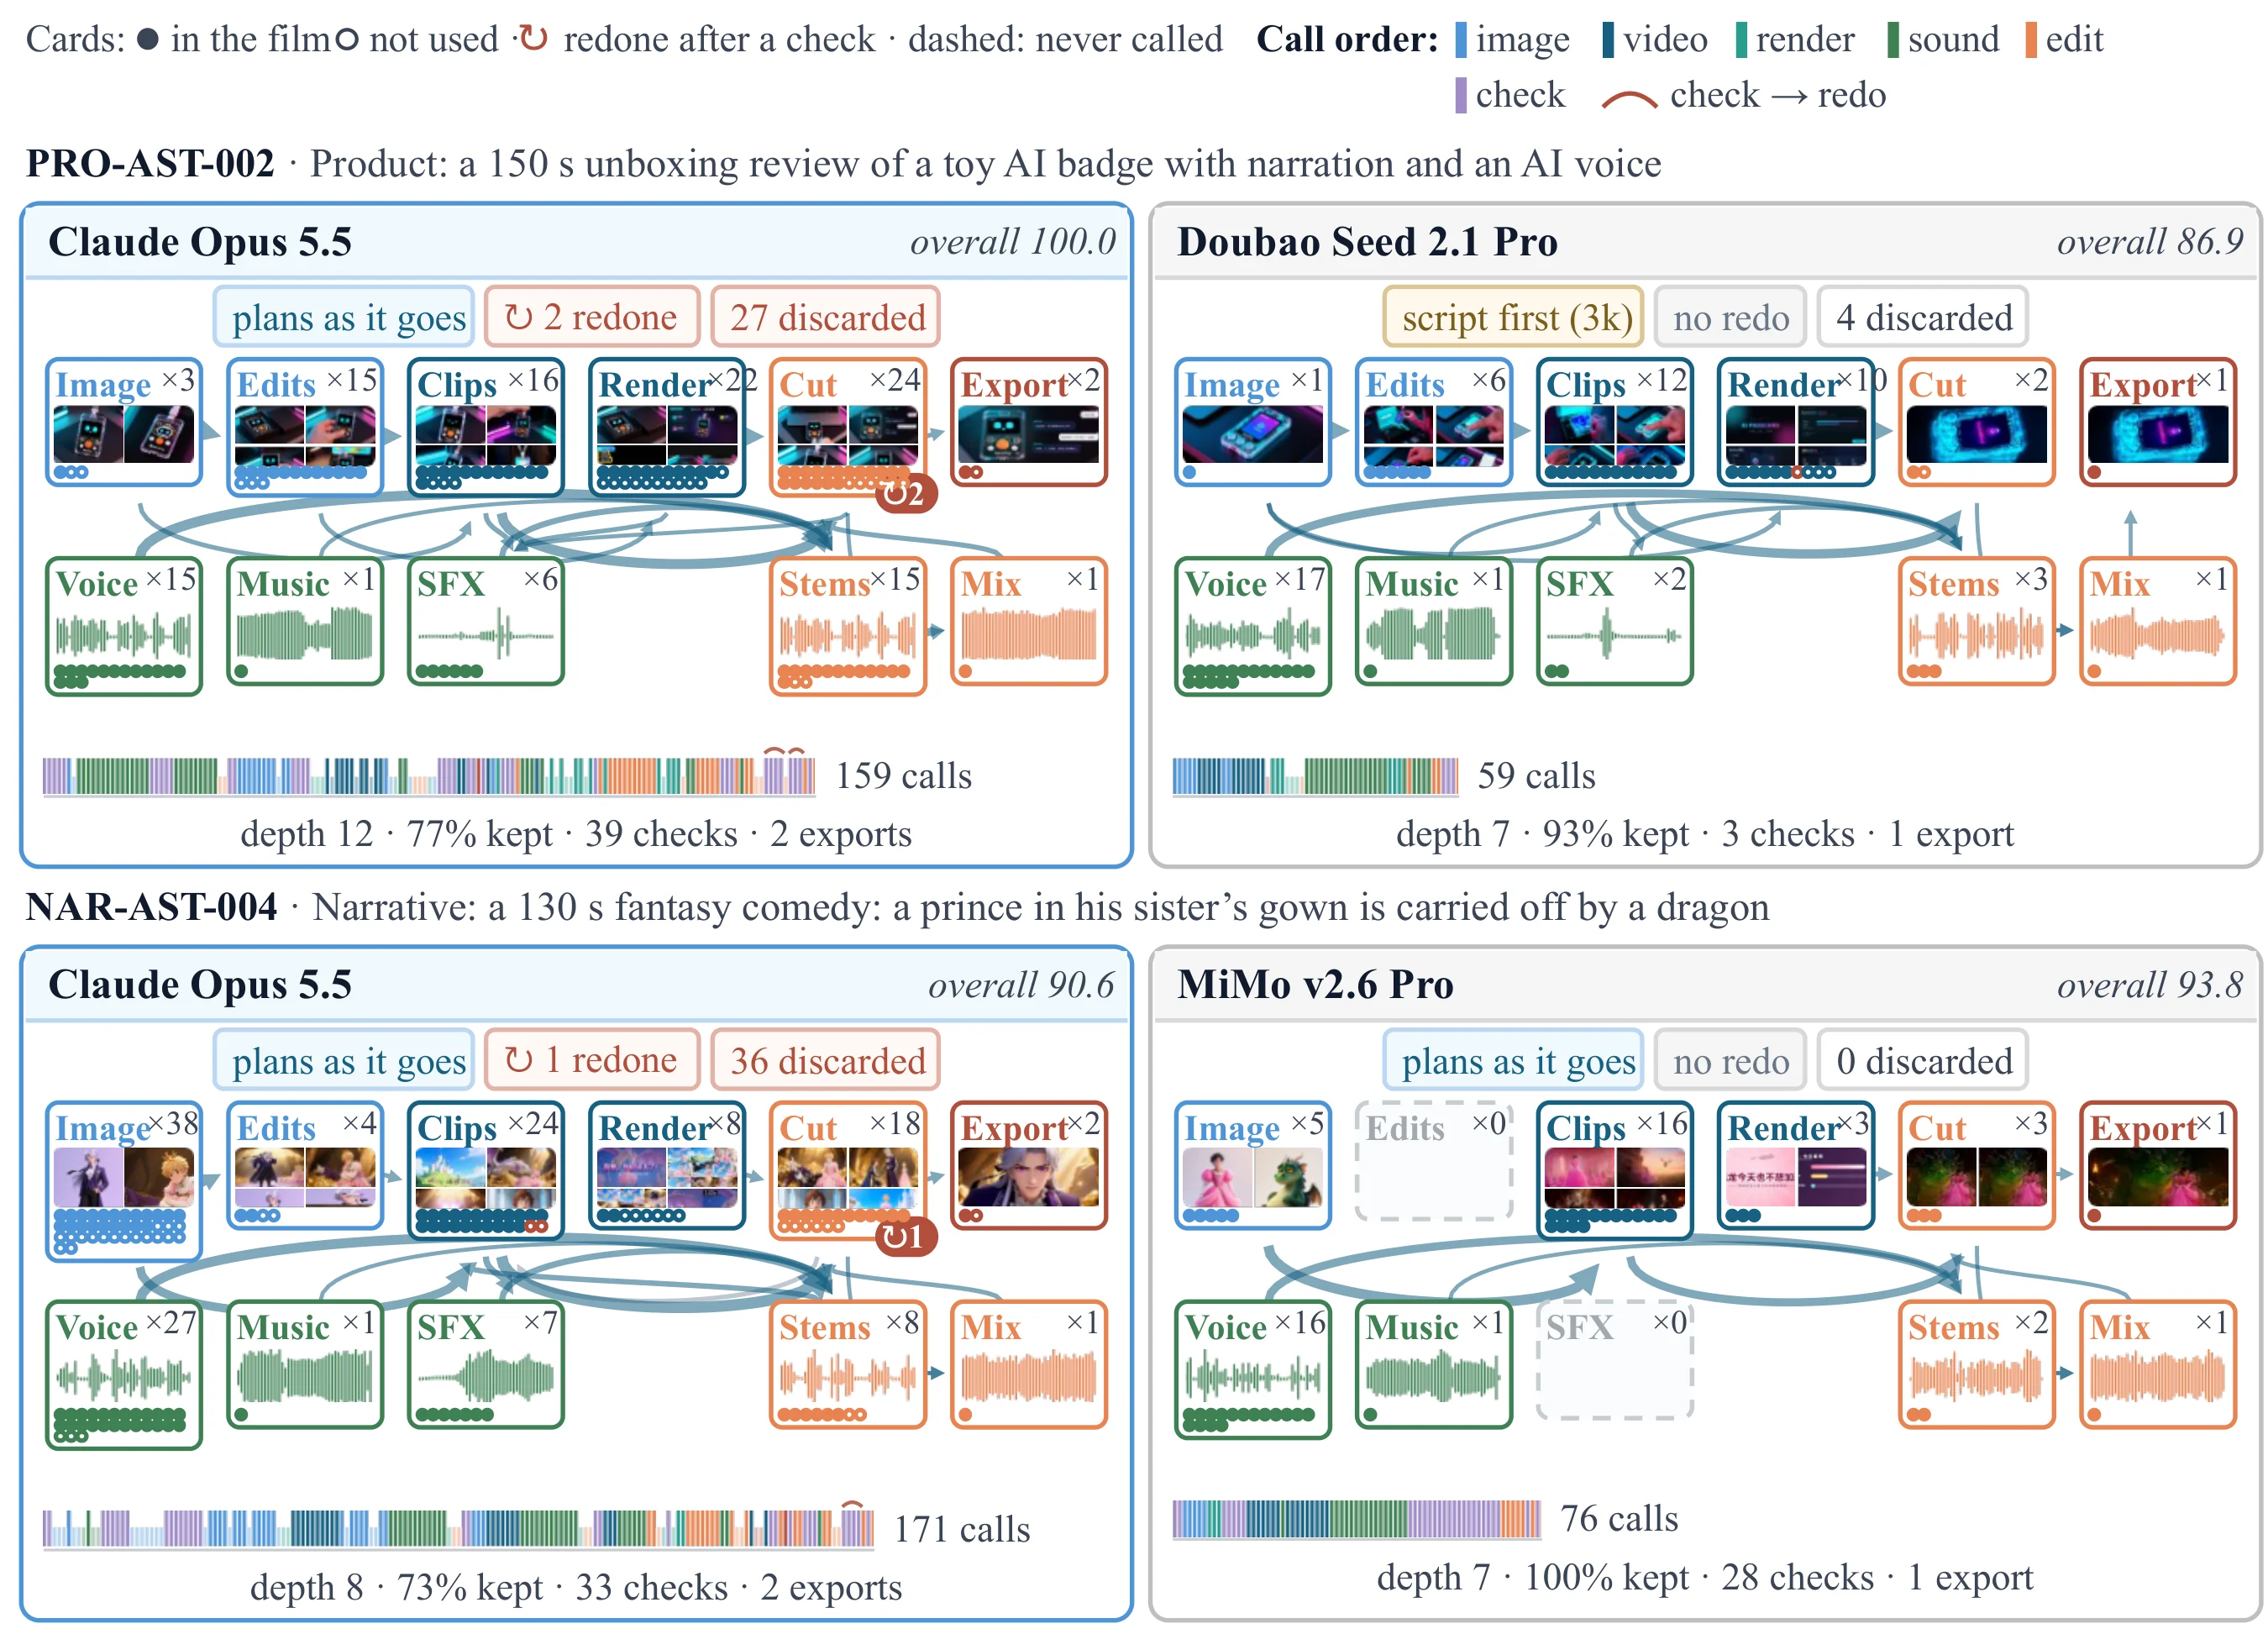 Cards: ● in the film ○ not used · ↻ redone after a check · dashed: never called
Call order: image video render sound edit
check check → redo
PRO-AST-002 · Product: a 150 s unboxing review of a toy AI badge with narration and an AI voice
Claude Opus 5.5 overall 100.0
plans as it goes ↻ 2 redone 27 discarded
Image ×3 Edits ×15 Clips ×16 Render ×22 Cut ×24 Export ×2
↻2
Voice ×15 Music ×1 SFX ×6 Stems ×15 Mix ×1
159 calls
depth 12 · 77% kept · 39 checks · 2 exports
Doubao Seed 2.1 Pro overall 86.9
script first (3k) no redo 4 discarded
Image ×1 Edits ×6 Clips ×12 Render ×10 Cut ×2 Export ×1
Voice ×17 Music ×1 SFX ×2 Stems ×3 Mix ×1
59 calls
depth 7 · 93% kept · 3 checks · 1 export
NAR-AST-004 · Narrative: a 130 s fantasy comedy: a prince in his sister’s gown is carried off by a dragon
Claude Opus 5.5 overall 90.6
plans as it goes ↻ 1 redone 36 discarded
Image ×38 Edits ×4 Clips ×24 Render ×8 Cut ×18 Export ×2
↻1
Voice ×27 Music ×1 SFX ×7 Stems ×8 Mix ×1
171 calls
depth 8 · 73% kept · 33 checks · 2 exports
MiMo v2.6 Pro overall 93.8
plans as it goes no redo 0 discarded
Image ×5 Edits ×0 Clips ×16 Render ×3 Cut ×3 Export ×1
龙今天也不想加
Voice ×16 Music ×1 SFX ×0 Stems ×2 Mix ×1
76 calls
depth 7 · 100% kept · 28 checks · 1 export